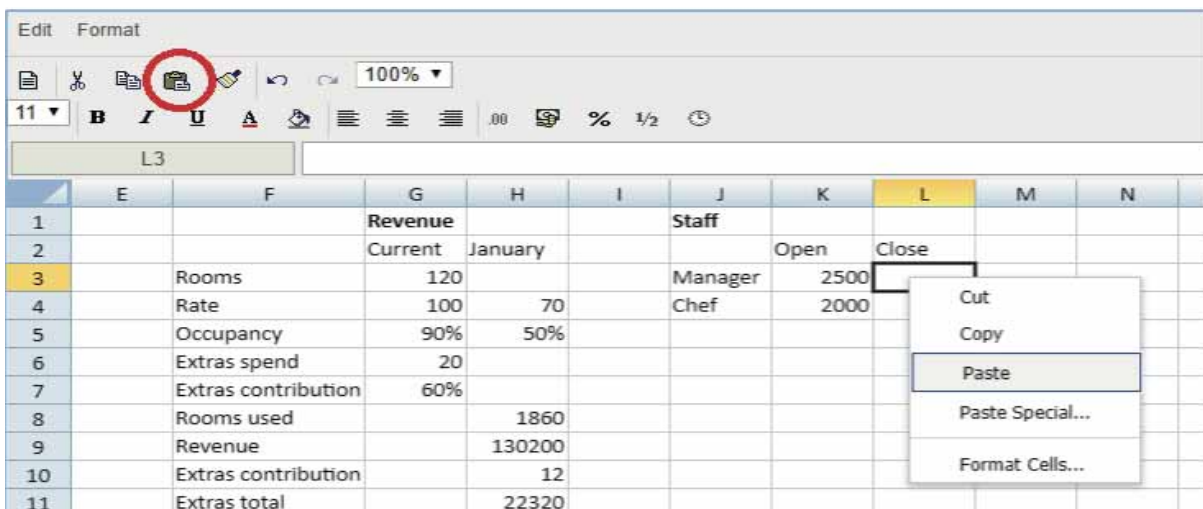 Edit Format
100% ▼
11 ▼ B I U A .00 % 1/2
L3
E F G H I J K L M N
1 Revenue Staff
2 Current January Open Close
3 Rooms 120 Manager 2500
4 Rate 100 70 Chef 2000
5 Occupancy 90% 50%
6 Extras spend 20
7 Extras contribution 60%
8 Rooms used 1860
9 Revenue 130200
10 Extras contribution 12
11 Extras total 22320
Cut
Copy
Paste
Paste Special...
Format Cells...